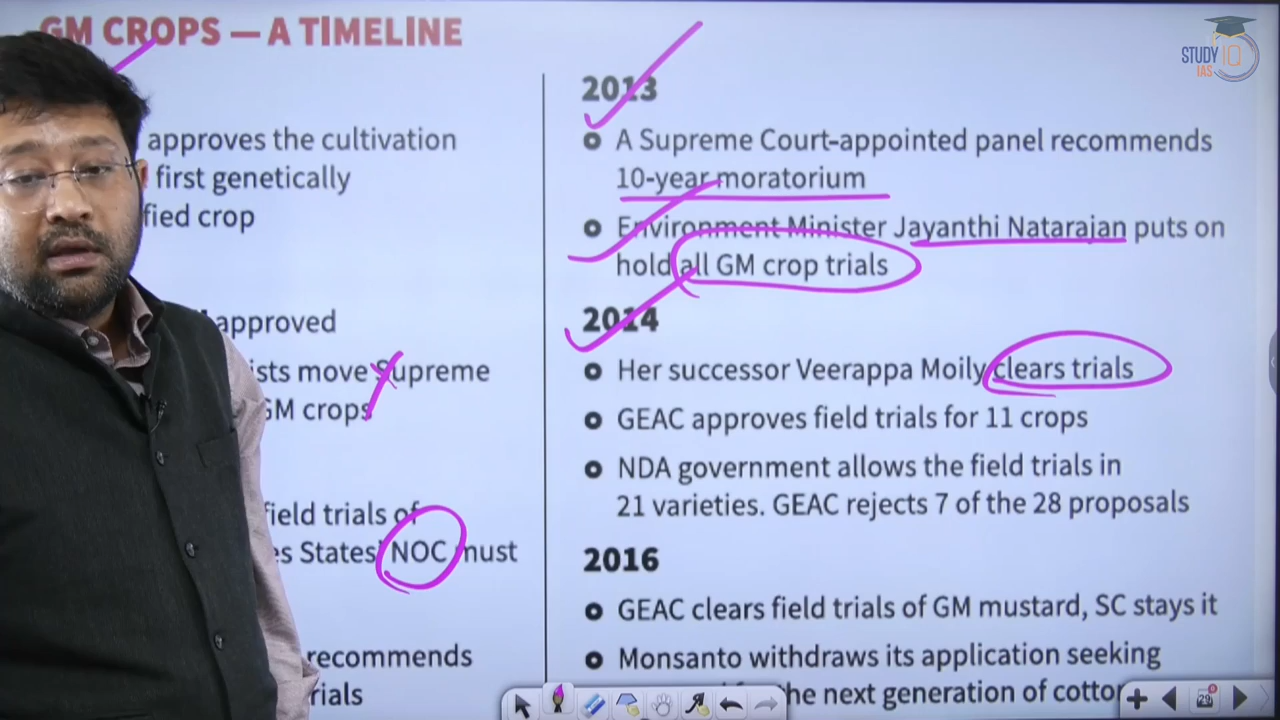 GM CROPS — A TIMELINE
approves the cultivation
first genetically
fied crop
approved
ists move Supreme
GM crops
field trials of
es States' NOC must
recommends
rials
2013
A Supreme Court-appointed panel recommends
10-year moratorium
Environment Minister Jayanthi Natarajan puts on
hold all GM crop trials
2014
Her successor Veerappa Moily clears trials
GEAC approves field trials for 11 crops
NDA government allows the field trials in
21 varieties. GEAC rejects 7 of the 28 proposals
2016
GEAC clears field trials of GM mustard, SC stays it
Monsanto withdraws its application seeking
the next generation of cotto
STUDY IQ
IAS
29